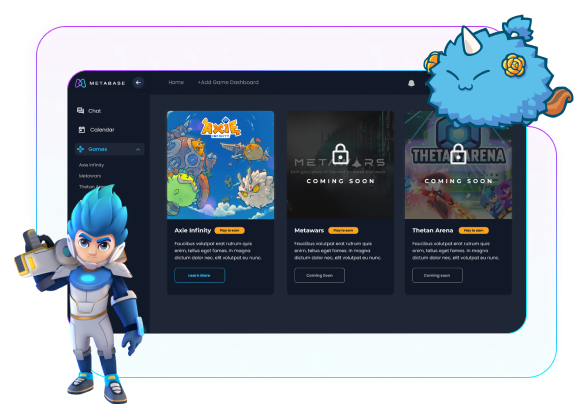 METABASE
Home
+Add Game Dashboard
Chat
Calendar
Games
Axie Infinity
Metawars
Thetan Arena
AXIE
INFINITY
METAWARS
COMING SOON
THETAN ARENA
COMING SOON
Axie Infinity
Play to earn
Faucibus volutpat erat rutrum quis
enim, tellus eget fames. In magna
dictum dolor nec, elit volutpat eu nunc.
Learn more
Metawars
Play to earn
Faucibus volutpat erat rutrum quis
enim, tellus eget fames. In magna
dictum dolor nec, elit volutpat eu nunc.
Coming Soon
Thetan Arena
Play to earn
Faucibus volutpat erat rutrum quis
enim, tellus eget fames. In magna
dictum dolor nec, elit volutpat eu nunc.
Coming soon